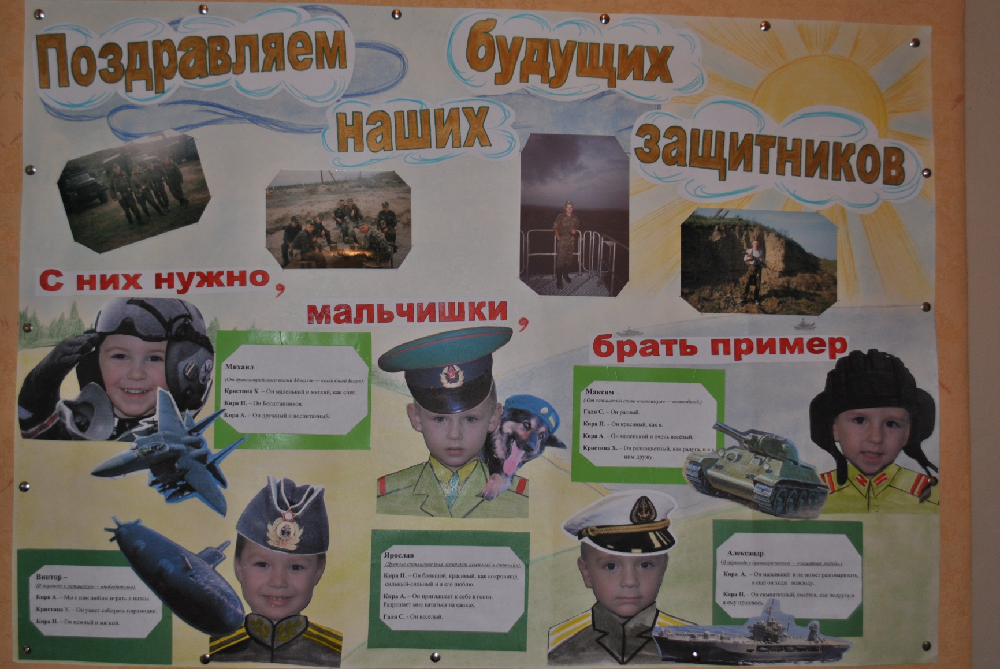 Поздравляем
будущих
наших
защитников
С них нужно,
мальчишки,
брать пример
Михаил –
(От древнееврейского имени Микаэль — «подобный Богу»).
Кристина Х. – Он маленький и мягкий, как снег.
Кира П. – Он Бесштанников.
Кира А. – Он дружный и воспитанный.
Максим –
( От латинского слова «максимум» — величайший.)
Галя С. – Он разный.
Кира П. – Он красивый, как я.
Кира А. – Он маленький и очень весёлый.
Кристина Х. – Он разноцветный, как радуга, и я с
ним дружу.
Виктор –
(В переводе с латинского — «победитель»).
Кира А. – Мы с ним любим играть в пазлы.
Кристина Х. – Он умеет собирать пирамидки.
Кира П. – Он нежный и мягкий.
Ярослав
(Древнее славянское имя, означает «сильный и славный»).
Кира П. – Он большой, красивый, как сокровище,
сильный-сильный и я его люблю.
Кира А. – Он приглашает к себе в гости.
Разрешает мне кататься на санках.
Галя С. - Он весёлый.
Александр
(В переводе с древнегреческого — «защитник людей».)
Кира А. – Он маленький и не может разговаривать,
а ещё он ходи повсюду.
Кира П. – Он симпатичный, смеётся, как подруга и
я ему нравлюсь.